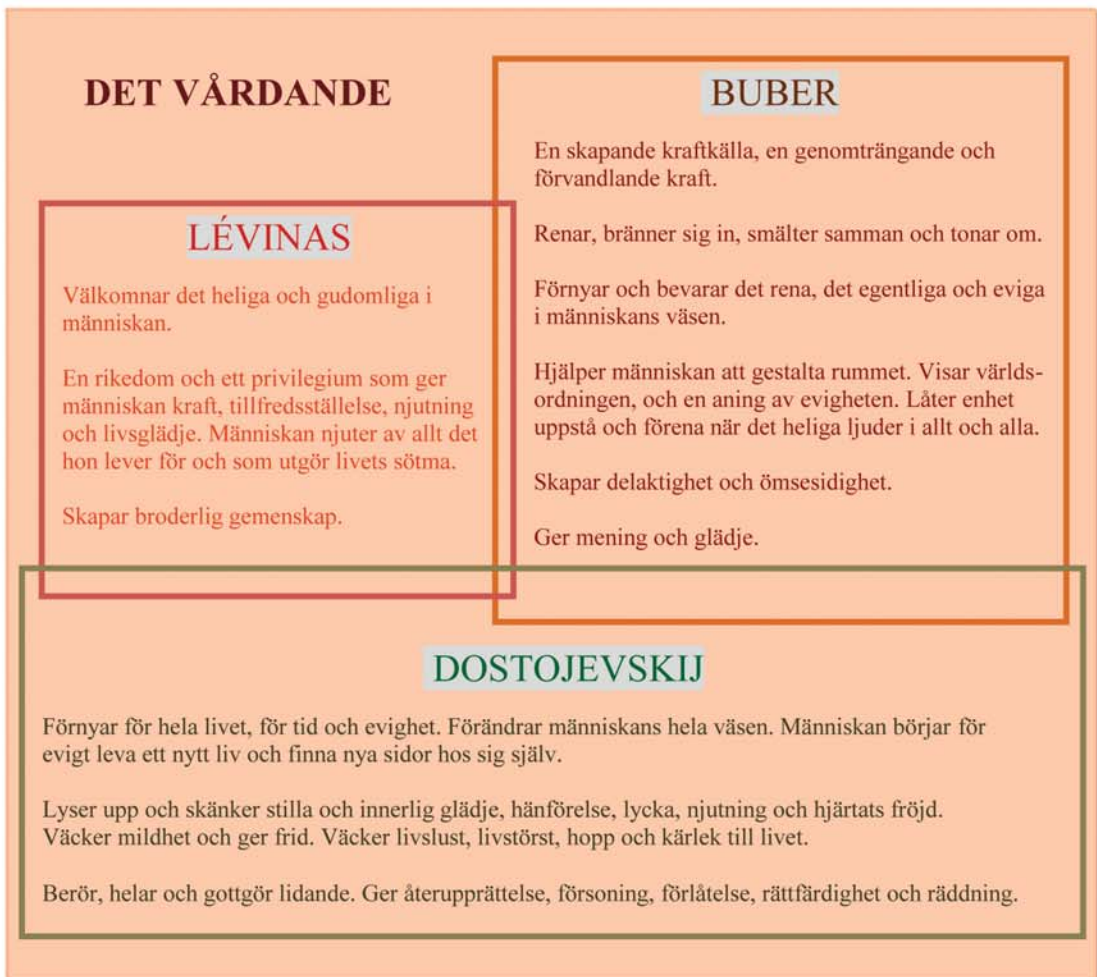 DET VÅRDANDE
LÉVINAS
Välkomnar det heliga och gudomliga i
människan.
En rikedom och ett privilegium som ger
människan kraft, tillfredsställelse, njutning
och livsglädje. Människan njuter av allt det
hon lever för och som utgör livets sötma.
Skapar broderlig gemenskap.
BUBER
En skapande kraftkälla, en genomträngande och
förvandlande kraft.
Renar, bränner sig in, smälter samman och tonar om.
Förnyar och bevarar det rena, det egentliga och eviga
i människans väsen.
Hjälper människan att gestalta rummet. Visar världs-
ordningen, och en aning av evigheten. Låter enhet
uppstå och förena när det heliga ljuder i allt och alla.
Skapar delaktighet och ömsesidighet.
Ger mening och glädje.
DOSTOJEVSKIJ
Förnyar för hela livet, för tid och evighet. Förändrar människans hela väsen. Människan börjar för
evigt leva ett nytt liv och finna nya sidor hos sig själv.
Lyser upp och skänker stilla och innerlig glädje, hänförelse, lycka, njutning och hjärtats fröjd.
Väcker mildhet och ger frid. Väcker livslust, livstörst, hopp och kärlek till livet.
Berör, helar och gottgör lidande. Ger återupprättelse, försoning, förlåtelse, rättfärdighet och räddning.